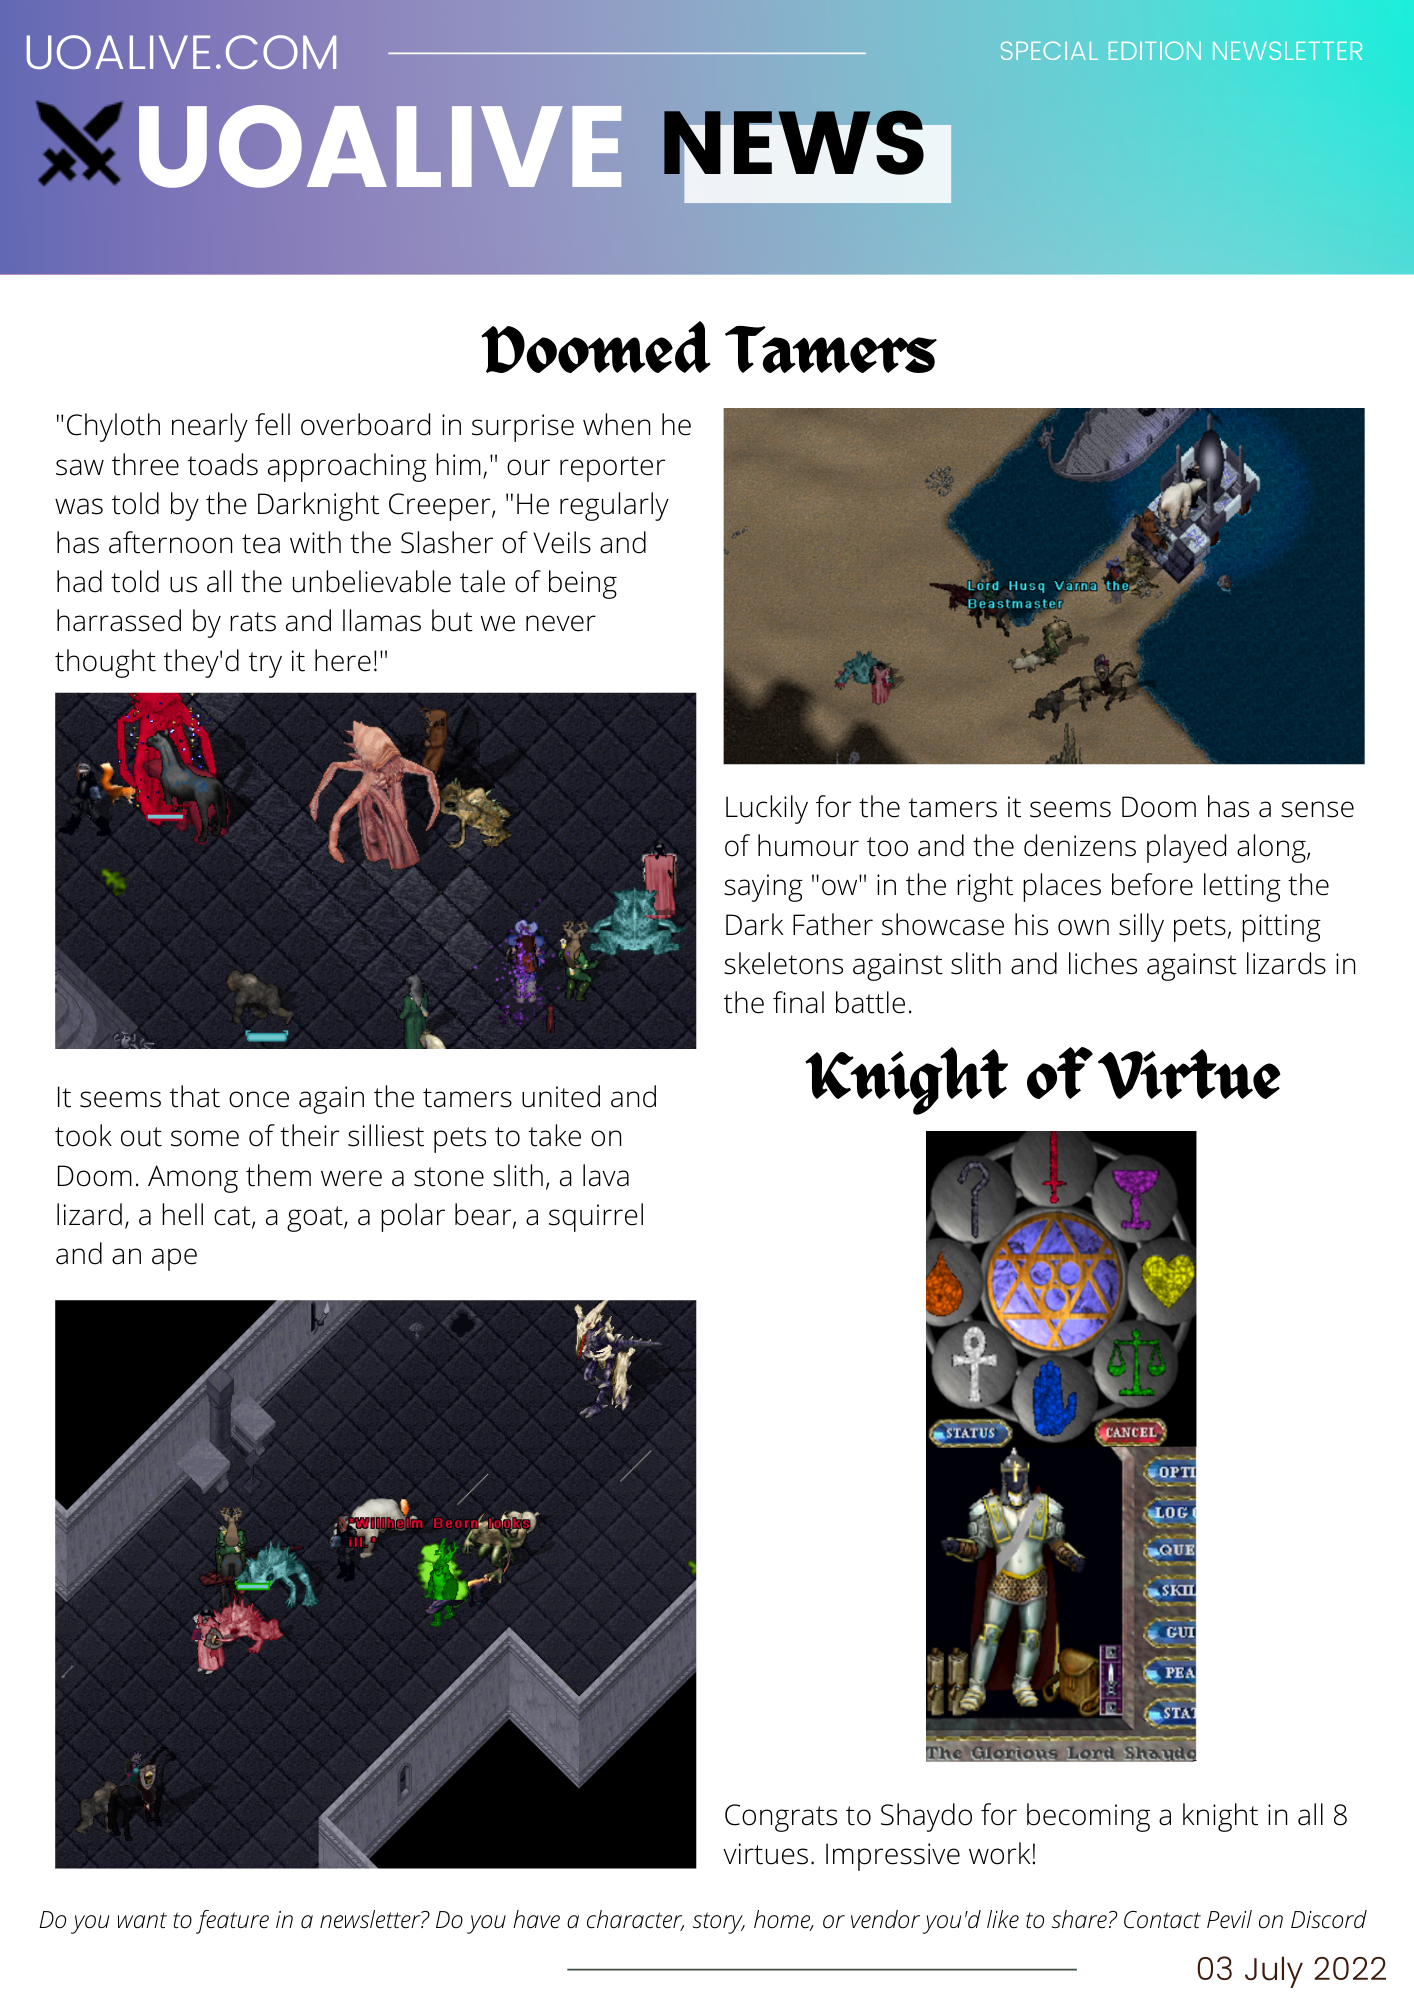 UOALIVE.COM
SPECIAL EDITION NEWSLETTER
UOALIVE NEWS
Doomed Tamers
"Chyloth nearly fell overboard in surprise when he
saw three toads approaching him," our reporter
was told by the Darknight Creeper, "He regularly
has afternoon tea with the Slasher of Veils and
had told us all the unbelievable tale of being
harrassed by rats and llamas but we never
thought they'd try it here!"
It seems that once again the tamers united and
took out some of their silliest pets to take on
Doom. Among them were a stone slith, a lava
lizard, a hell cat, a goat, a polar bear, a squirrel
and an ape
*Willhelm Beorn looks
ill.*
Lord Husq Varna the
Beastmaster
Luckily for the tamers it seems Doom has a sense
of humour too and the denizens played along,
saying "ow" in the right places before letting the
Dark Father showcase his own silly pets, pitting
skeletons against slith and liches against lizards in
the final battle.
Knight of Virtue
STATUS
CANCEL
OPTI
LOG O
QUE
SKIL
GUI
PEA
STAT
The Glorious Lord Shaydo
Congrats to Shaydo for becoming a knight in all 8
virtues. Impressive work!
Do you want to feature in a newsletter? Do you have a character, story, home, or vendor you'd like to share? Contact Pevil on Discord
03 July 2022